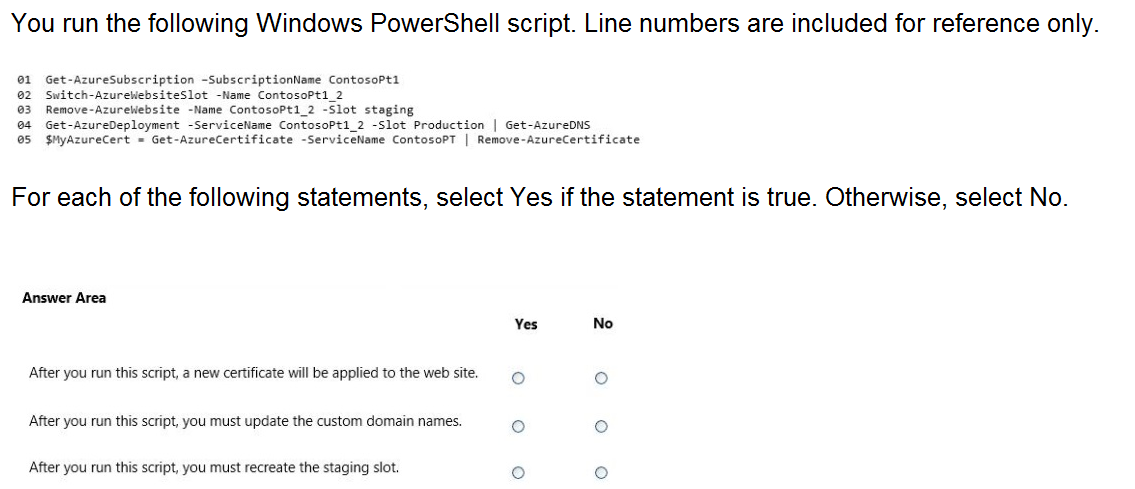 You run the following Windows PowerShell script. Line numbers are included for reference only.
01 Get-AzureSubscription -SubscriptionName ContosoPt1
02 Switch-AzureWebsiteSlot -Name ContosoPt1_2
03 Remove-AzureWebsite -Name ContosoPt1_2 -Slot staging
04 Get-AzureDeployment -ServiceName ContosoPt1_2 -Slot Production | Get-AzureDNS
05 $MyAzureCert = Get-AzureCertificate -ServiceName ContosoPT | Remove-AzureCertificate
For each of the following statements, select Yes if the statement is true. Otherwise, select No.
Answer Area
Yes No
After you run this script, a new certificate will be applied to the web site.
After you run this script, you must update the custom domain names.
After you run this script, you must recreate the staging slot.